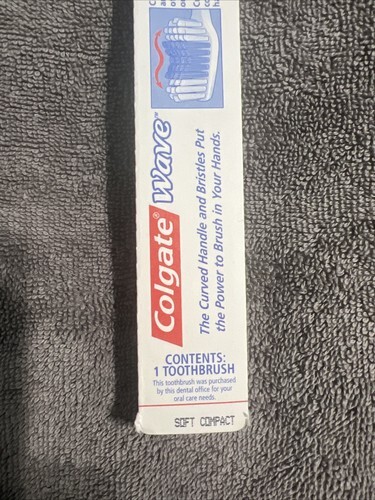 Colgate® Wave™
The Curved Handle and Bristles Put
the Power to Brush in Your Hands.
CONTENTS:
1 TOOTHBRUSH
This toothbrush was purchased
by this dental office for your
oral care needs.
SOFT COMPACT